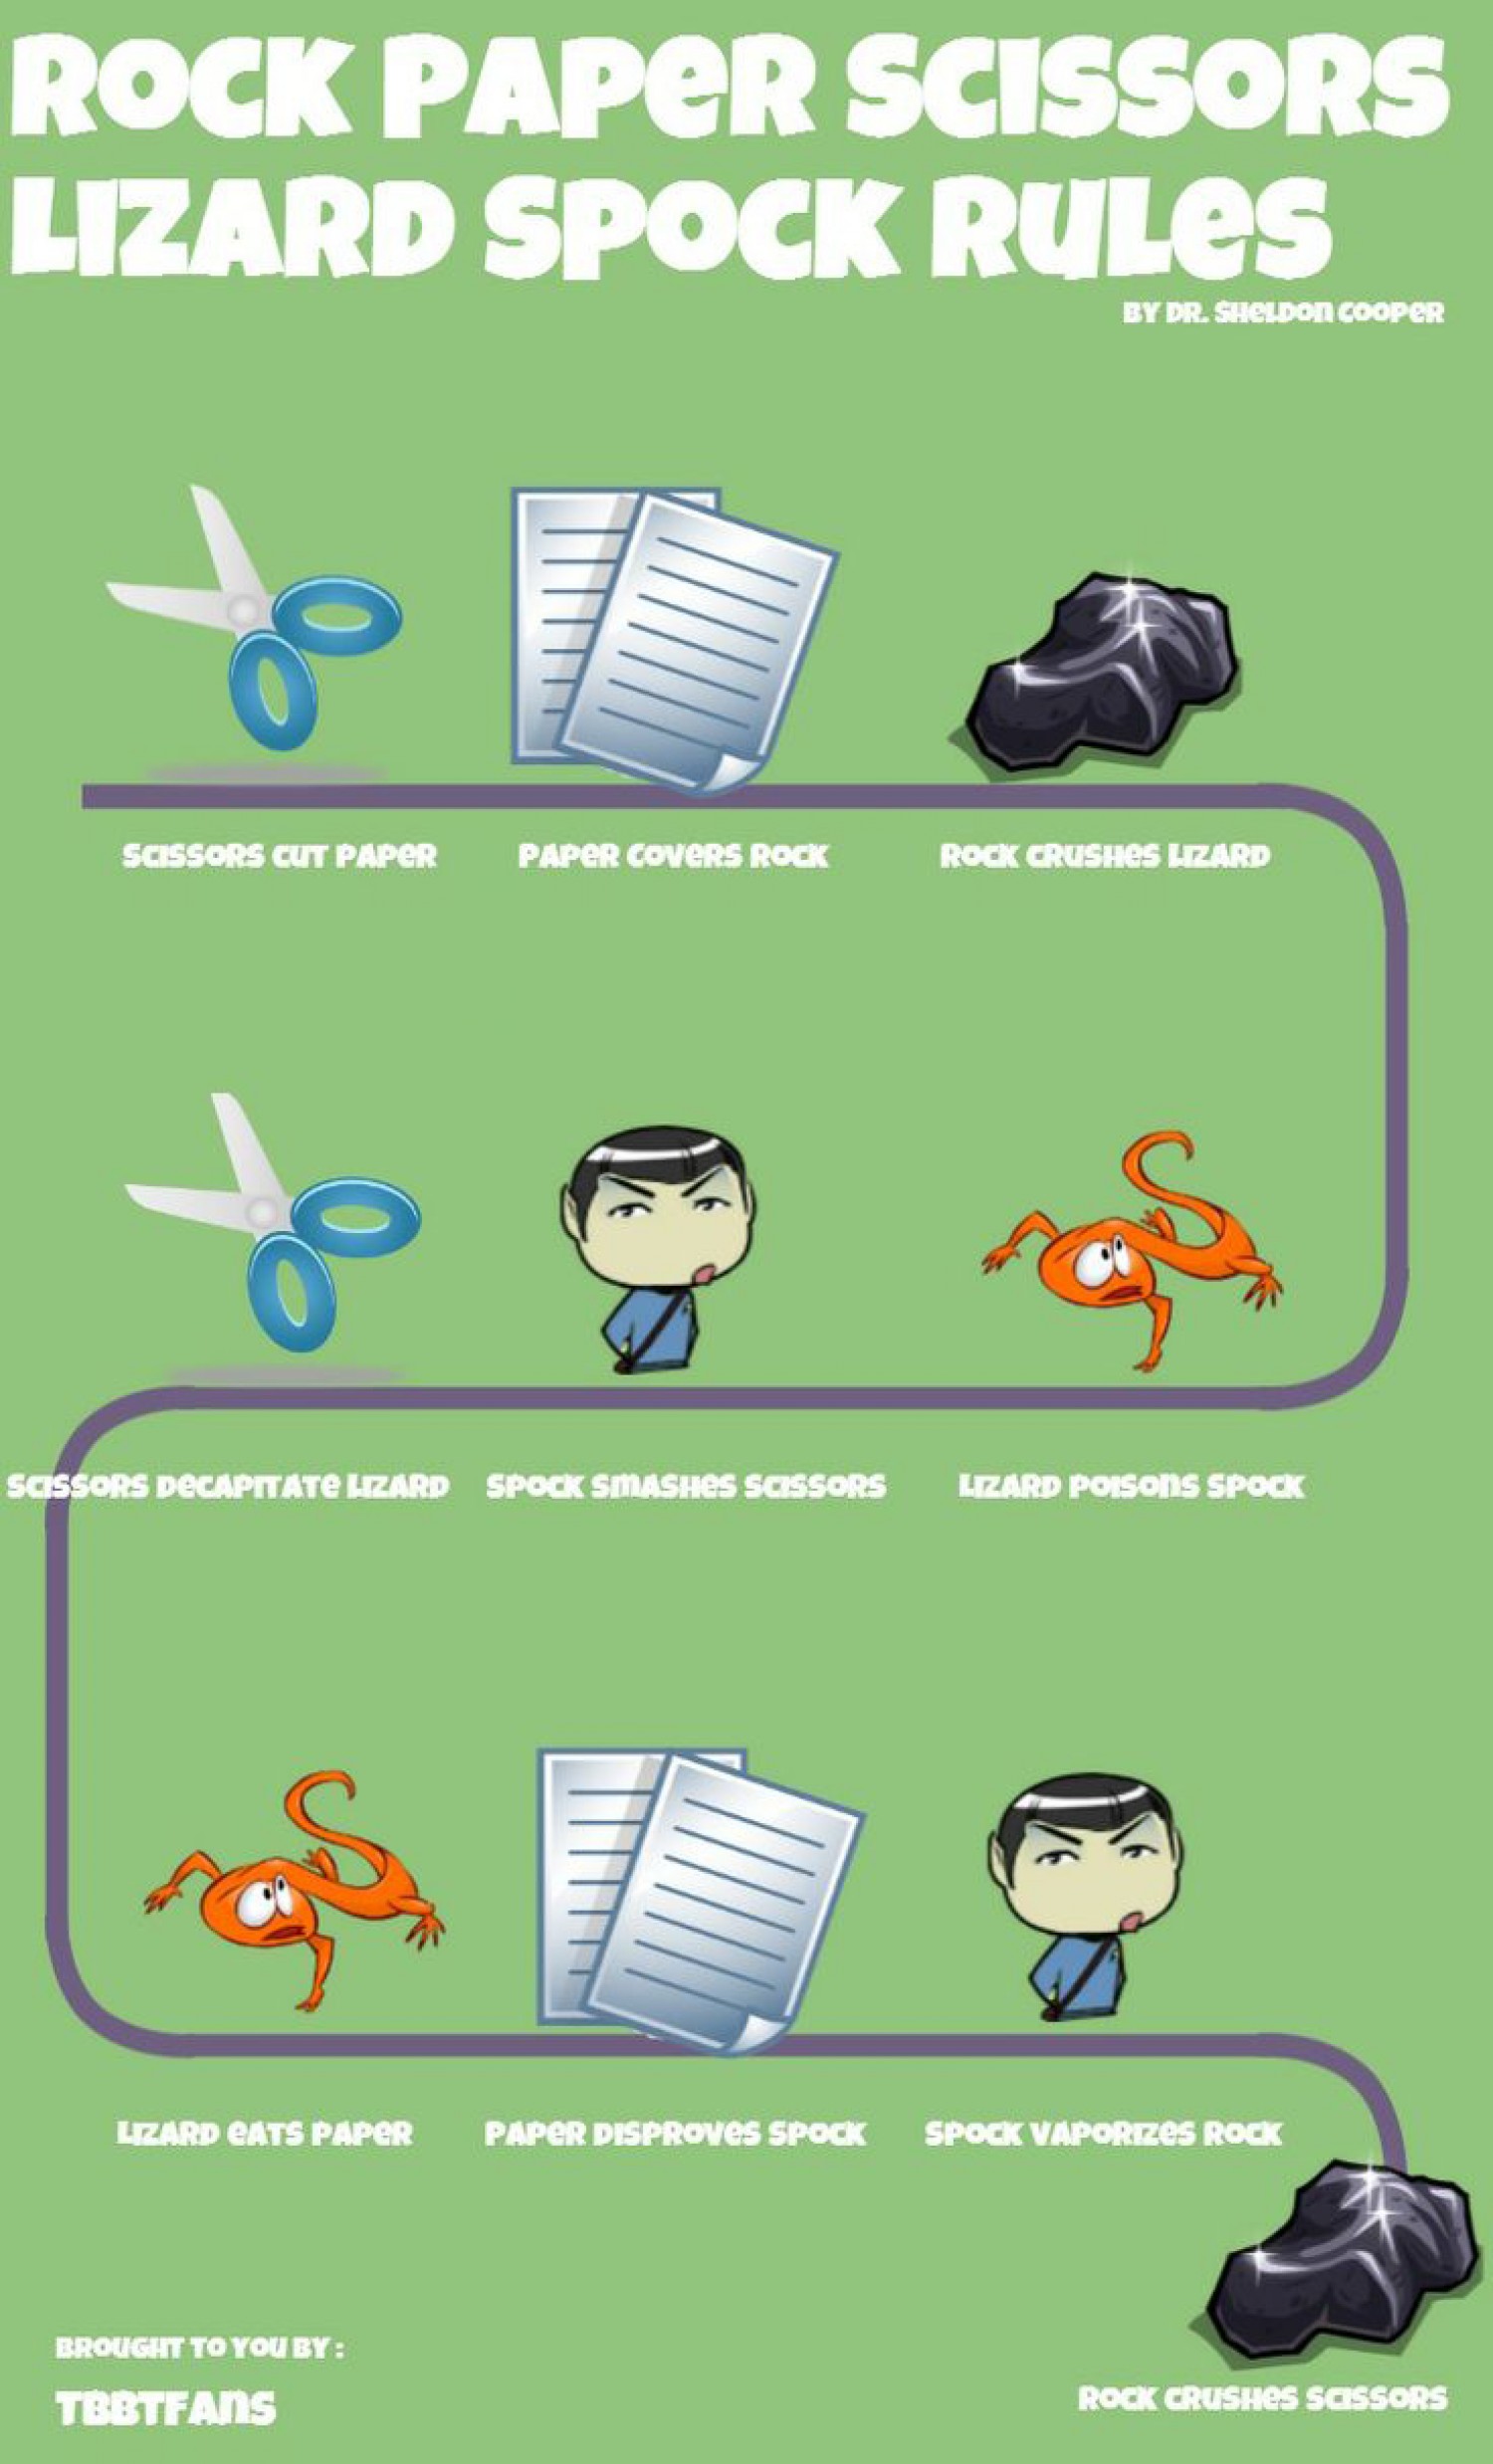 ROCK PAPER SCISSORS
LIZARD SPOCK RULES
BY DR. SHELDON COOPER
SCISSORS CUT PAPER
PAPER COVERS ROCK
ROCK CRUSHES LIZARD
SCISSORS DECAPITATE LIZARD
SPOCK SMASHES SCISSORS
LIZARD POISONS SPOCK
LIZARD EATS PAPER
PAPER DISPROVES SPOCK
SPOCK VAPORIZES ROCK
BROUGHT TO YOU BY :
TBBTFANS
ROCK CRUSHES SCISSORS